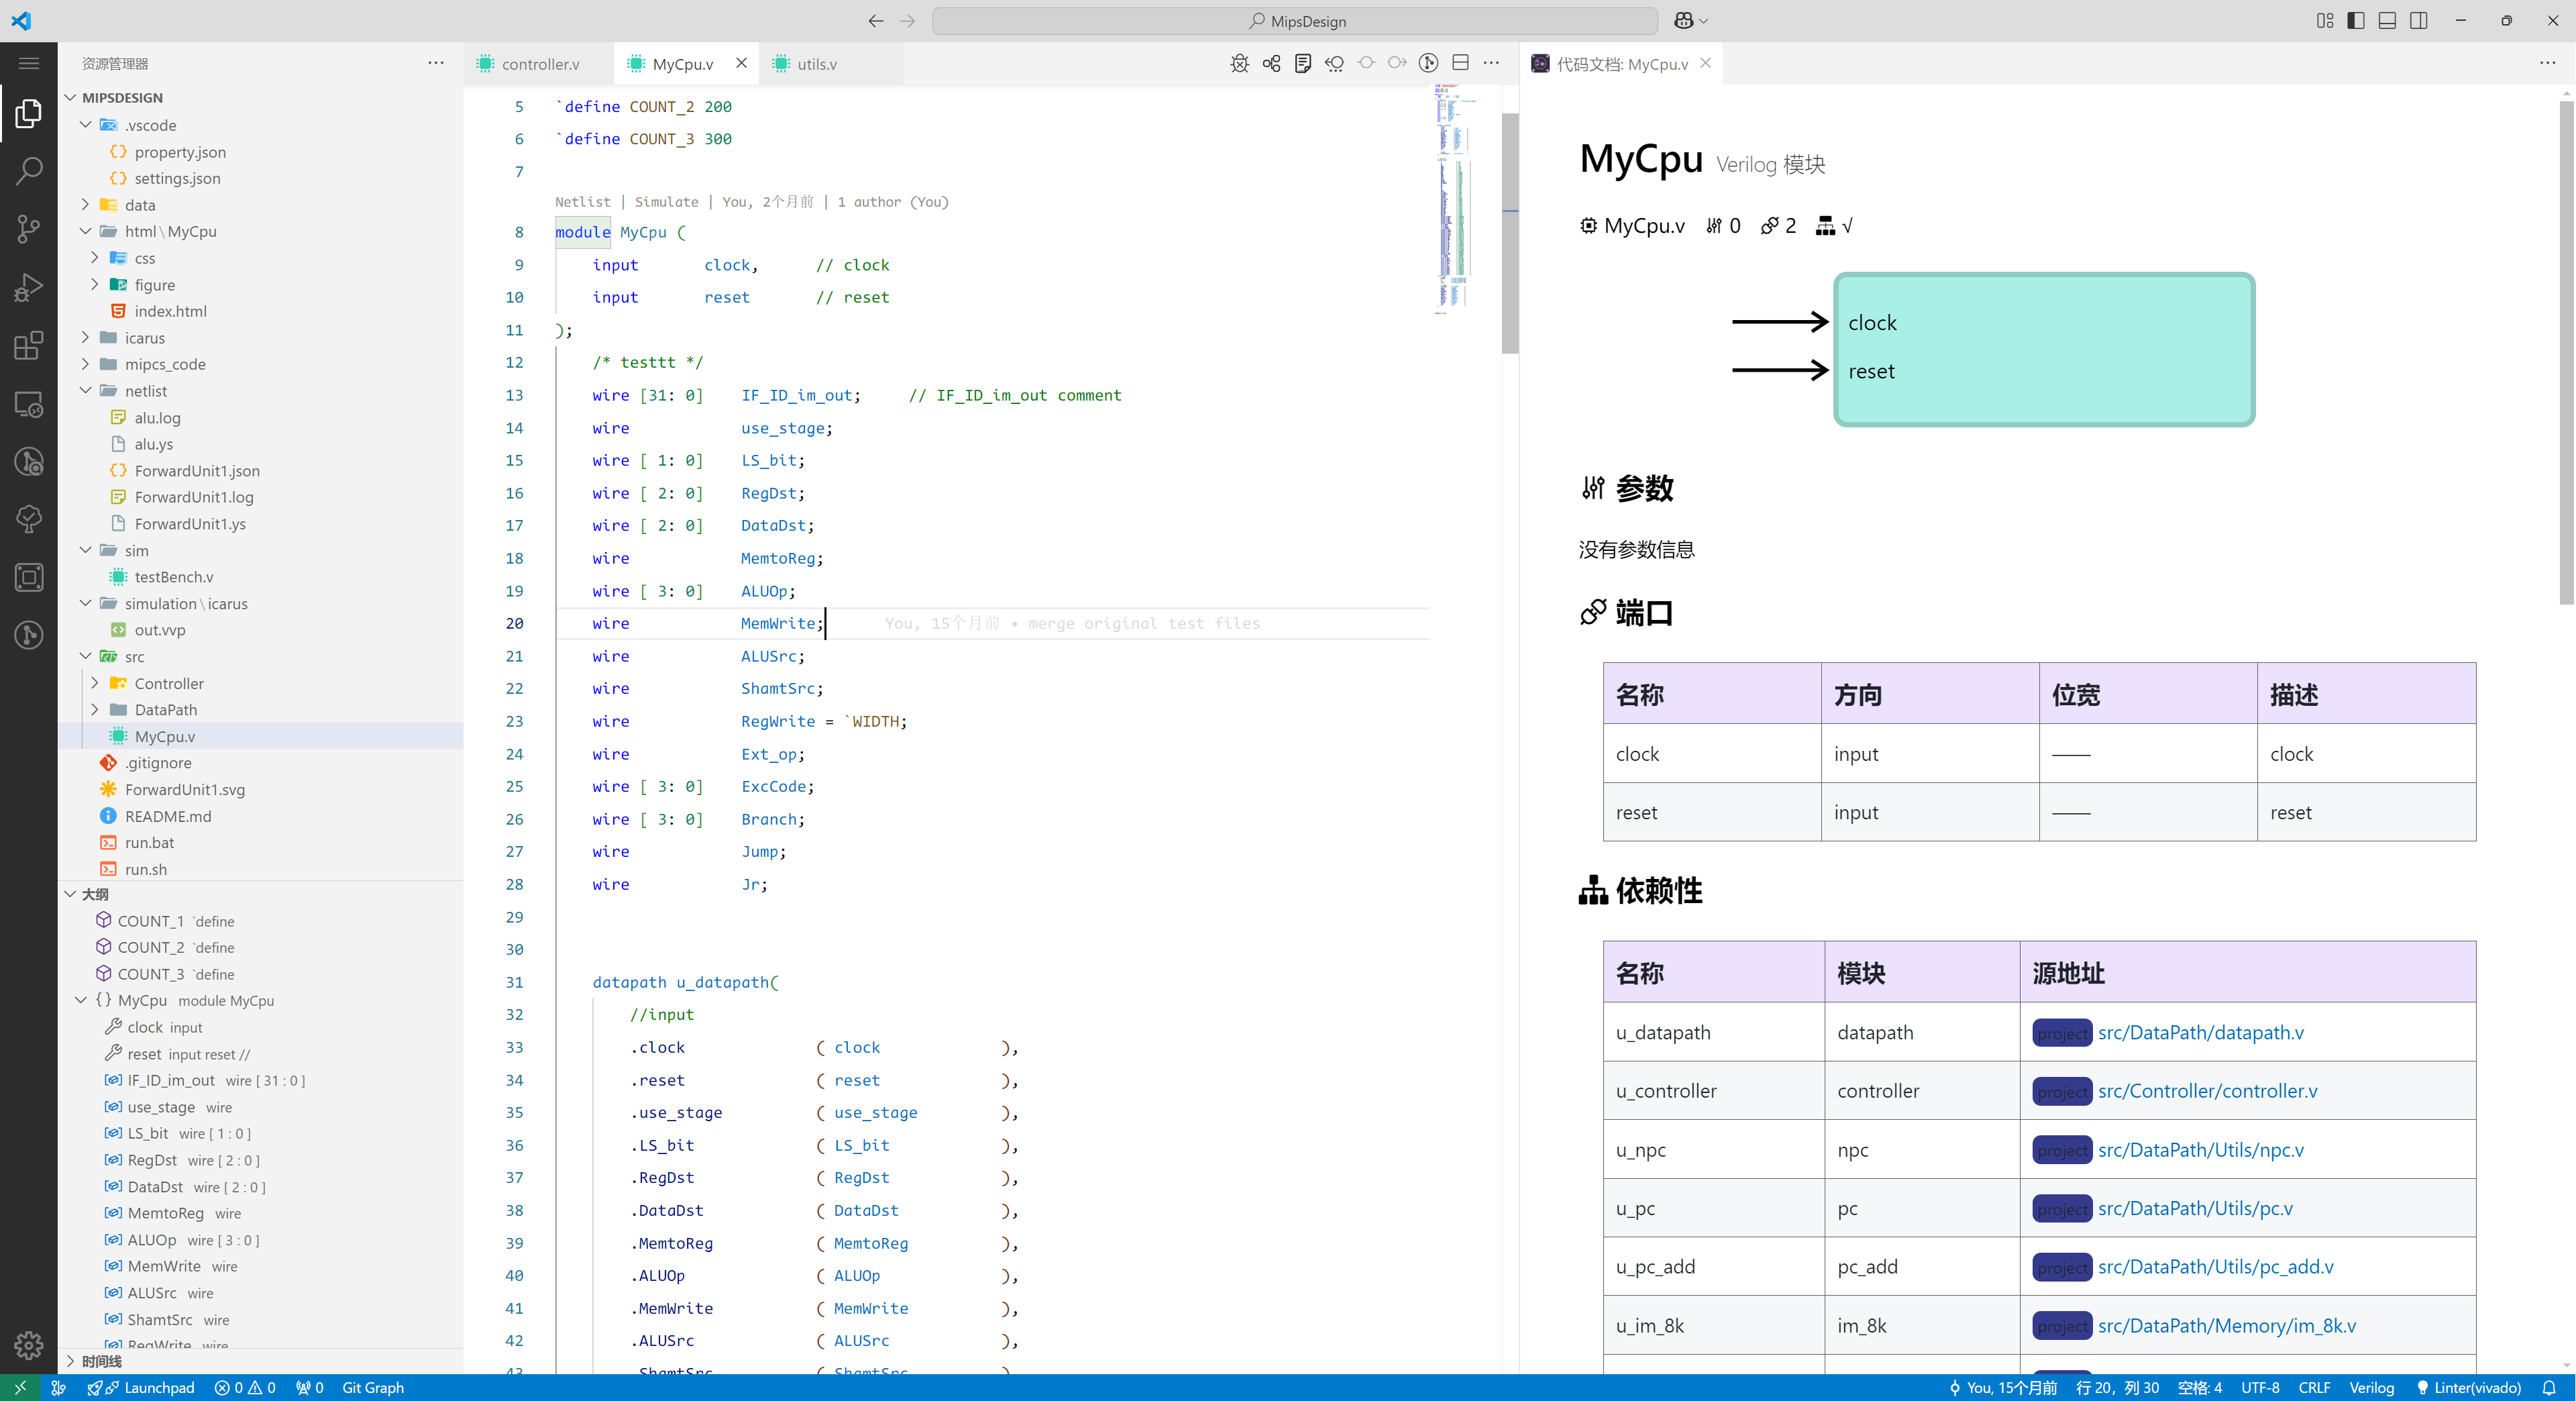 MipsDesign
资源管理器
MIPSDESIGN
.vscode
property.json
settings.json
data
html\MyCpu
css
figure
index.html
icarus
mipcs_code
netlist
alu.log
alu.ys
ForwardUnit1.json
ForwardUnit1.log
ForwardUnit1.ys
sim
testBench.v
simulation\icarus
out.vvp
src
Controller
DataPath
MyCpu.v
.gitignore
ForwardUnit1.svg
README.md
run.bat
run.sh
大纲
COUNT_1 `define
COUNT_2 `define
COUNT_3 `define
{} MyCpu module MyCpu
clock input
reset input reset //
IF_ID_im_out wire [ 31 : 0 ]
use_stage wire
LS_bit wire [ 1 : 0 ]
RegDst wire [ 2 : 0 ]
DataDst wire [ 2 : 0 ]
MemtoReg wire
ALUOp wire [ 3 : 0 ]
MemWrite wire
ALUSrc wire
ShamtSrc wire
RegWrite wire
时间线
controller.v
MyCpu.v
utils.v
5 `define COUNT_2 200
6 `define COUNT_3 300
7
Netlist | Simulate | You, 2个月前 | 1 author (You)
8 module MyCpu (
9 input clock, // clock
10 input reset // reset
11 );
12 /* testtt */
13 wire [31: 0] IF_ID_im_out; // IF_ID_im_out comment
14 wire use_stage;
15 wire [ 1: 0] LS_bit;
16 wire [ 2: 0] RegDst;
17 wire [ 2: 0] DataDst;
18 wire MemtoReg;
19 wire [ 3: 0] ALUOp;
20 wire MemWrite; You, 15个月前 • merge original test files
21 wire ALUSrc;
22 wire ShamtSrc;
23 wire RegWrite = `WIDTH;
24 wire Ext_op;
25 wire [ 3: 0] ExcCode;
26 wire [ 3: 0] Branch;
27 wire Jump;
28 wire Jr;
29
30
31 datapath u_datapath(
32 //input
33 .clock ( clock ),
34 .reset ( reset ),
35 .use_stage ( use_stage ),
36 .LS_bit ( LS_bit ),
37 .RegDst ( RegDst ),
38 .DataDst ( DataDst ),
39 .MemtoReg ( MemtoReg ),
40 .ALUOp ( ALUOp ),
41 .MemWrite ( MemWrite ),
42 .ALUSrc ( ALUSrc ),
43 .ShamtSrc ( ShamtSrc ),
代码文档: MyCpu.v
MyCpu Verilog 模块
MyCpu.v 0 2 √
clock
reset
参数
没有参数信息
端口
名称 方向 位宽 描述
clock input —— clock
reset input —— reset
依赖性
名称 模块 源地址
u_datapath datapath project src/DataPath/datapath.v
u_controller controller project src/Controller/controller.v
u_npc npc project src/DataPath/Utils/npc.v
u_pc pc project src/DataPath/Utils/pc.v
u_pc_add pc_add project src/DataPath/Utils/pc_add.v
u_im_8k im_8k project src/DataPath/Memory/im_8k.v
Launchpad 0 0 0 Git Graph
You, 15个月前 行 20，列 30 空格: 4 UTF-8 CRLF Verilog Linter(vivado)